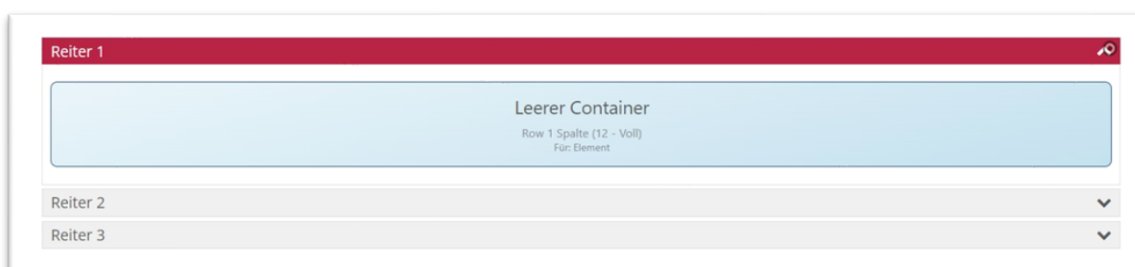 Reiter 1
Leerer Container
Row 1 Spalte (12 - Voll)
Für: Element
Reiter 2
Reiter 3